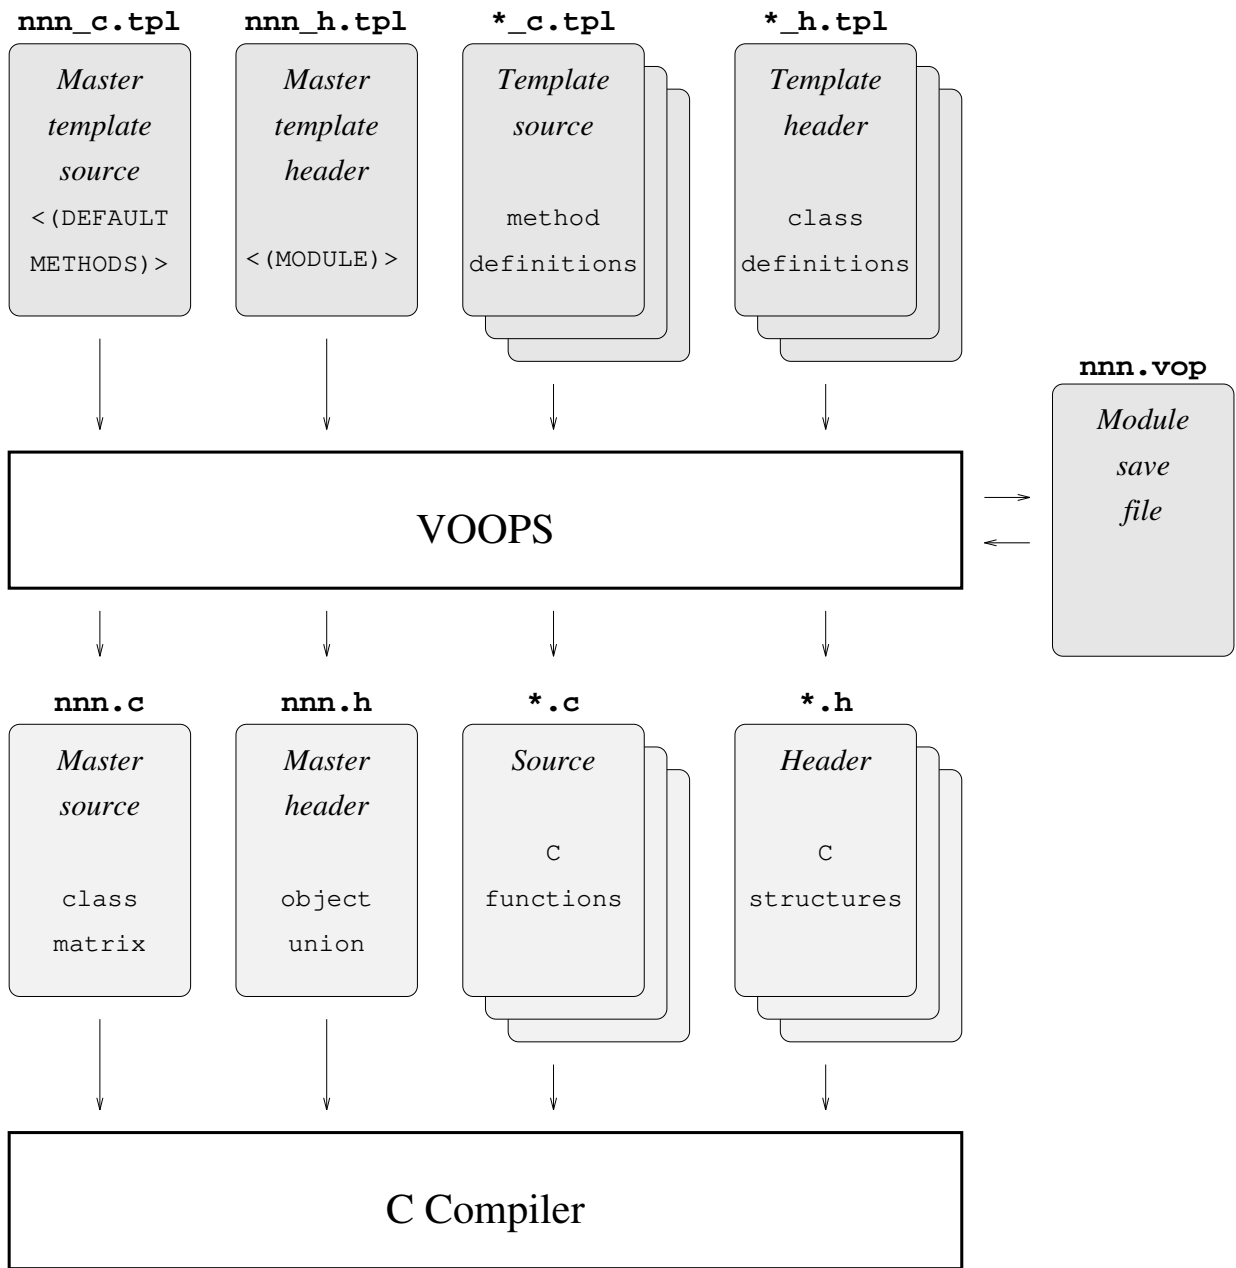 nnn_c.tpl
nnn_h.tpl
*_c.tpl
*_h.tpl
Master
template
source
<(DEFAULT
METHODS)>
Master
template
header
<(MODULE)>
Template
source
method
definitions
Template
header
class
definitions
nnn.vop
Module
save
file
VOOPS
nnn.c
nnn.h
*.c
*.h
Master
source
class
matrix
Master
header
object
union
Source
C
functions
Header
C
structures
C Compiler